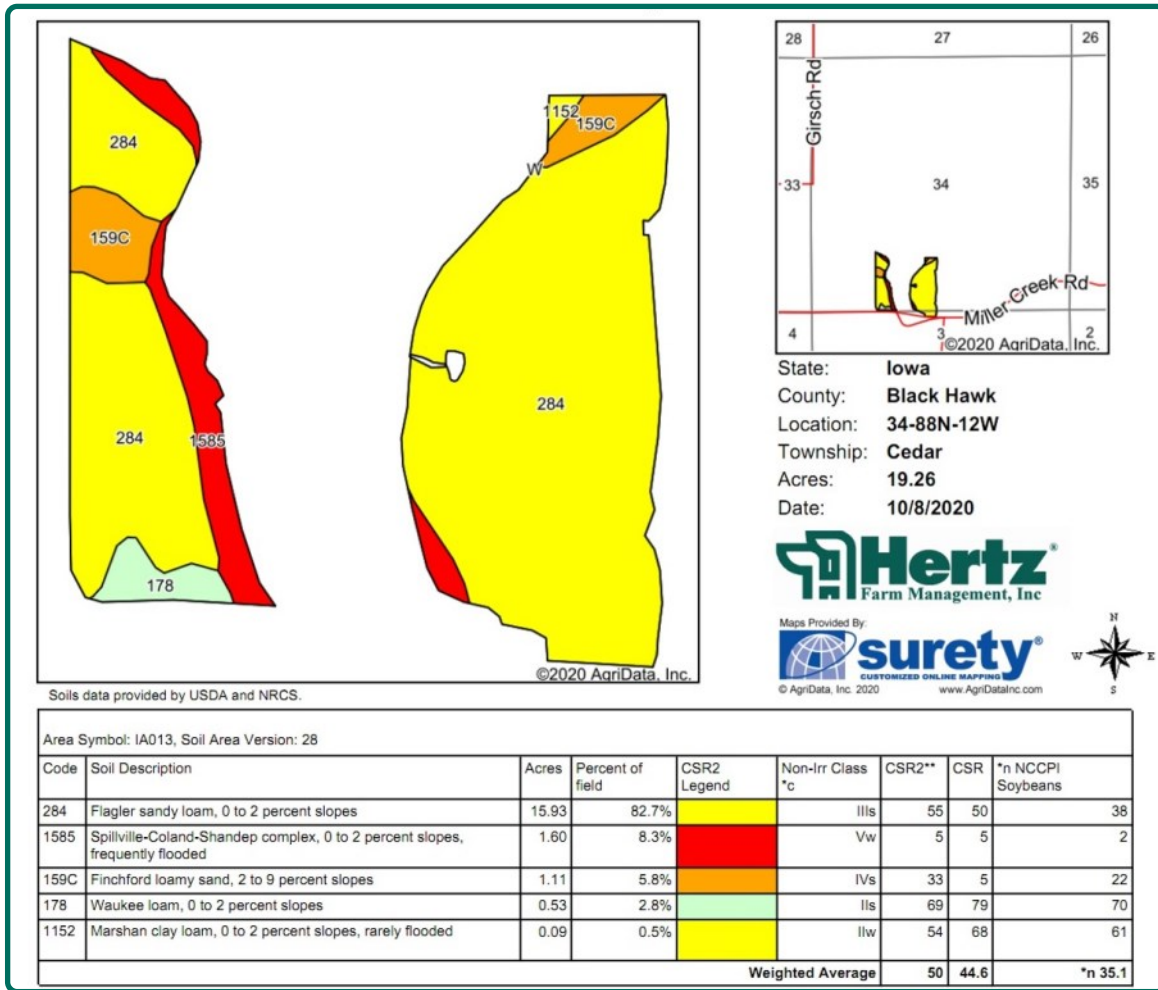 284
159C
284
1585
178
1152
159C
W
284
©2020 AgriData, Inc.
Soils data provided by USDA and NRCS.
28
27
26
Girsch Rd
33
34
35
Miller Creek Rd
4
3
2
©2020 AgriData, Inc.
State: Iowa
County: Black Hawk
Location: 34-88N-12W
Township: Cedar
Acres: 19.26
Date: 10/8/2020
Hertz®
Farm Management, Inc
Maps Provided By:
surety®
CUSTOMIZED ONLINE MAPPING
© AgriData, Inc. 2020 www.AgriDataInc.com
N
W E
S
Area Symbol: IA013, Soil Area Version: 28
Code Soil Description Acres Percent of field CSR2 Legend Non-Irr Class *c CSR2** CSR *n NCCPI Soybeans
284 Flagler sandy loam, 0 to 2 percent slopes 15.93 82.7% IIIs 55 50 38
1585 Spillville-Coland-Shandep complex, 0 to 2 percent slopes, frequently flooded 1.60 8.3% Vw 5 5 2
159C Finchford loamy sand, 2 to 9 percent slopes 1.11 5.8% IVs 33 5 22
178 Waukee loam, 0 to 2 percent slopes 0.53 2.8% IIs 69 79 70
1152 Marshan clay loam, 0 to 2 percent slopes, rarely flooded 0.09 0.5% IIw 54 68 61
Weighted Average 50 44.6 *n 35.1